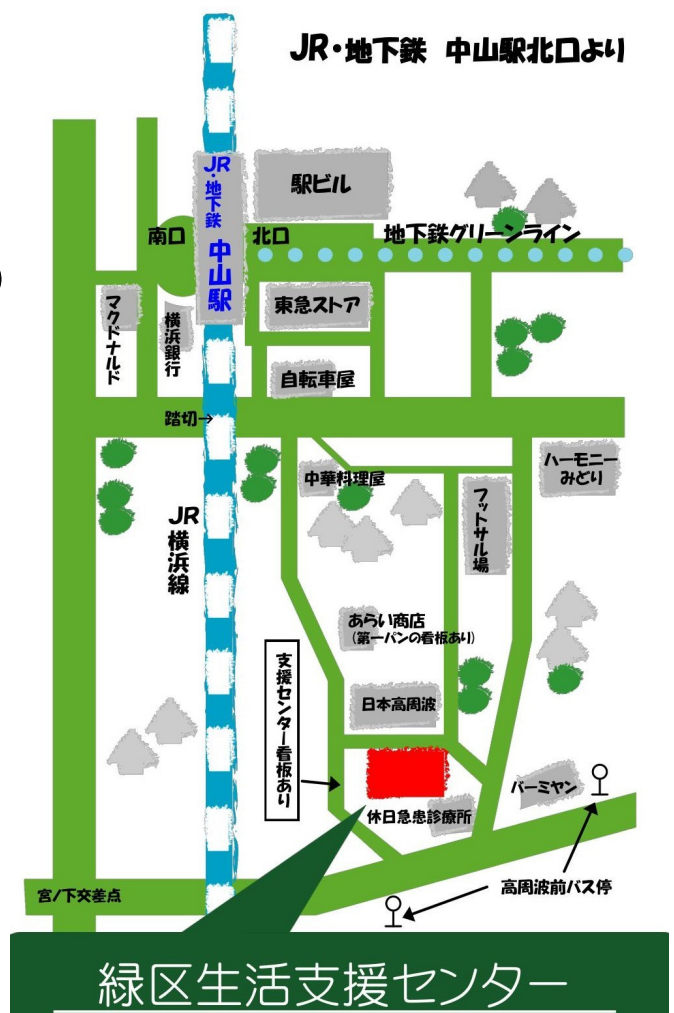 JR・地下鉄 中山駅北口より
駅ビル
JR・地下鉄 中山駅
南口
北口
地下鉄グリーンライン
マクドナルド
横浜銀行
東急ストア
自転車屋
踏切→
中華料理屋
ハーモニー
みどり
フットサル場
JR横浜線
あらい商店
(第一パンの看板あり)
支援センター看板あり
日本高周波
休日急患診療所
バーミヤン
高周波前バス停
宮ノ下交差点
緑区生活支援センター